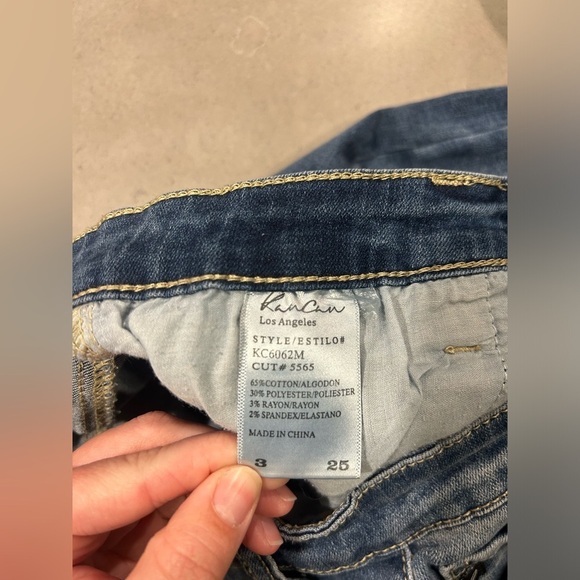 KanCan
Los Angeles
STYLE/ESTILO#
KC6062M
CUT# 5565
65%COTTON/ALGODON
30% POLYESTER/POLIESTER
3% RAYON/RAYON
2% SPANDEX/ELASTANO
MADE IN CHINA
3 25